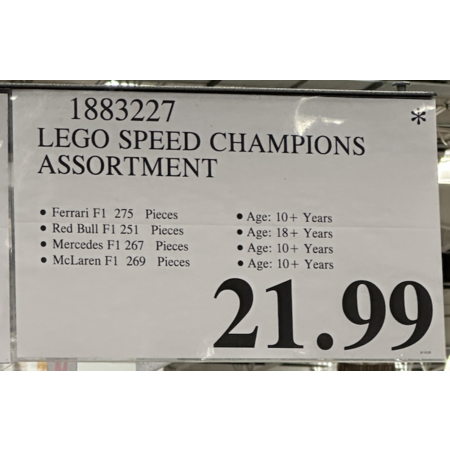 1883227
*
LEGO SPEED CHAMPIONS
ASSORTMENT
• Ferrari F1 275 Pieces
• Red Bull F1 251 Pieces
• Mercedes F1 267 Pieces
• McLaren F1 269 Pieces
• Age: 10+ Years
• Age: 18+ Years
• Age: 10+ Years
• Age: 10+ Years
21.99